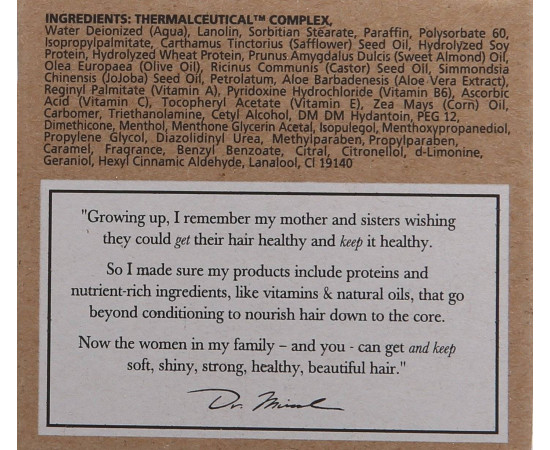 INGREDIENTS: THERMALCEUTICAL™ COMPLEX,
Water Deionized (Aqua), Lanolin, Sorbitian Stearate, Paraffin, Polysorbate 60,
Isopropylpalmitate, Carthamus Tinctorius (Safflower) Seed Oil, Hydrolyzed Soy
Protein, Hydrolyzed Wheat Protein, Prunus Amygdalus Dulcis (Sweet Almond) Oil,
Olea Europaea (Olive Oil), Ricinus Communis (Castor) Seed Oil, Simmondsia
Chinensis (JoJoba) Seed Oil, Petrolatum, Aloe Barbadenesis (Aloe Vera Extract),
Reginyl Palmitate (Vitamin A), Pyridoxine Hydrochloride (Vitamin B6), Ascorbic
Acid (Vitamin C), Tocopheryl Acetate (Vitamin E), Zea Mays (Corn) Oil,
Carbomer, Triethanolamine, Cetyl Alcohol, DM DM Hydantoin, PEG 12,
Dimethicone, Menthol, Menthone Glycerin Acetal, Isopulegol, Menthoxypropanediol,
Propylene Glycol, Diazolidinyl Urea, Methylparaben, Propylparaben,
Caramel, Fragrance, Benzyl Benzoate, Citral, Citronellol, d-Limonine,
Geraniol, Hexyl Cinnamic Aldehyde, Lanalool, CI 19140
"Growing up, I remember my mother and sisters wishing
they could get their hair healthy and keep it healthy.
So I made sure my products include proteins and
nutrient-rich ingredients, like vitamins & natural oils, that go
beyond conditioning to nourish hair down to the core.
Now the women in my family – and you - can get and keep
soft, shiny, strong, healthy, beautiful hair."
Dr. Miracle